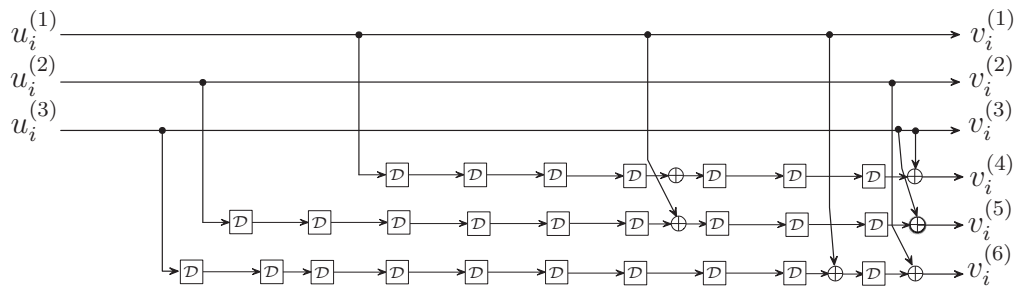 u_i^{(1)} v_i^{(1)}
u_i^{(2)} v_i^{(2)}
u_i^{(3)} v_i^{(3)}
𝒟 𝒟 𝒟 𝒟 ⊕ 𝒟 𝒟 𝒟 ⊕ v_i^{(4)}
𝒟 𝒟 𝒟 𝒟 𝒟 𝒟 ⊕ 𝒟 𝒟 𝒟 ⊕ v_i^{(5)}
𝒟 𝒟 𝒟 𝒟 𝒟 𝒟 𝒟 𝒟 𝒟 ⊕ 𝒟 ⊕ v_i^{(6)}